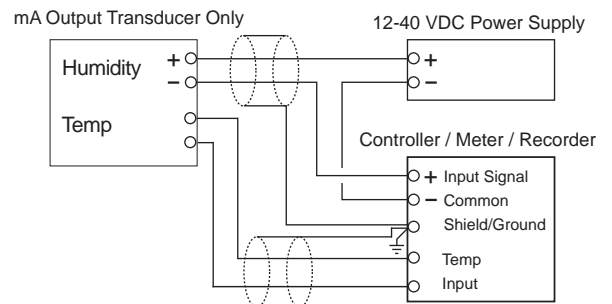 mA Output Transducer Only
12-40 VDC Power Supply
Humidity + −
Temp
+
−
Controller / Meter / Recorder
+ Input Signal
− Common
Shield/Ground
Temp
Input